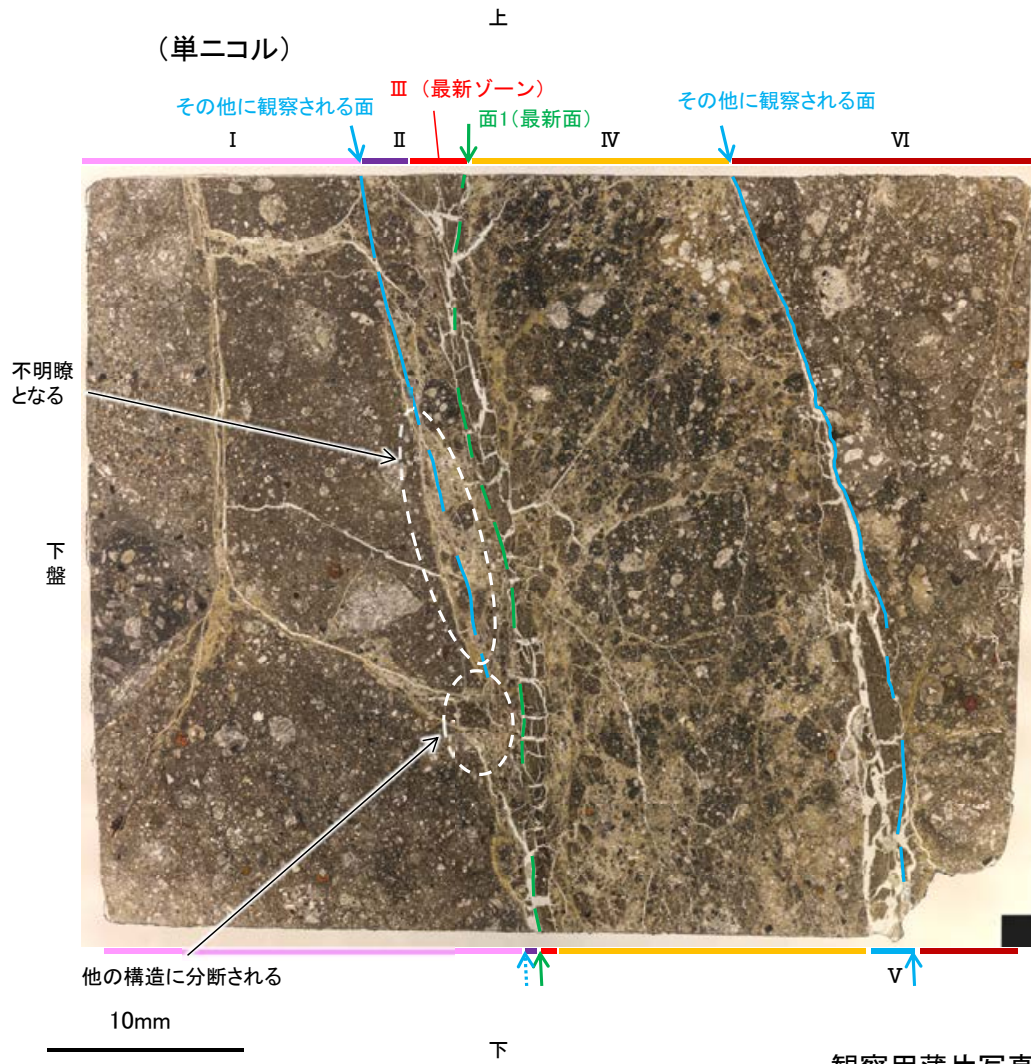 上
(単ニコル)
Ⅲ (最新ゾーン)
その他に観察される面
面1(最新面)
その他に観察される面
Ⅰ
Ⅱ
Ⅳ
Ⅵ
不明瞭
となる
下
盤
他の構造に分断される
Ⅴ
10mm
下